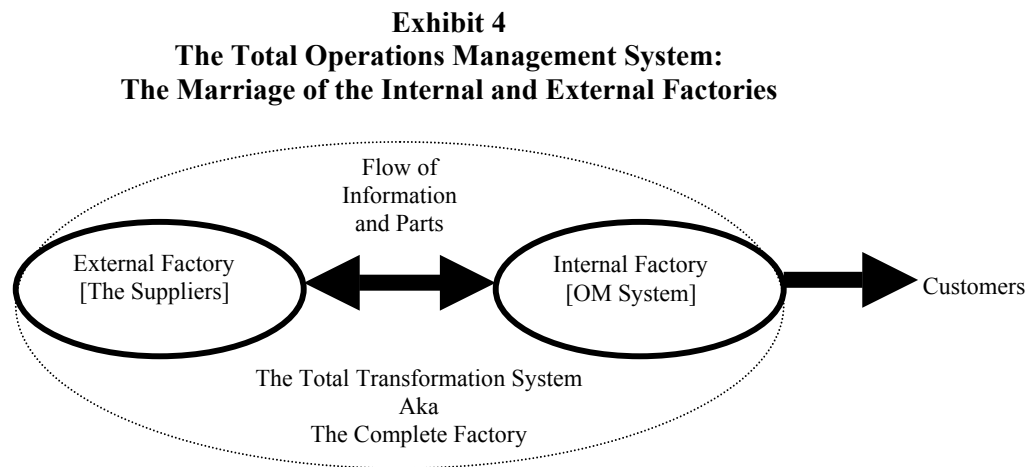 Exhibit 4
The Total Operations Management System:
The Marriage of the Internal and External Factories
Flow of
Information
and Parts
External Factory
[The Suppliers]
Internal Factory
[OM System]
Customers
The Total Transformation System
Aka
The Complete Factory